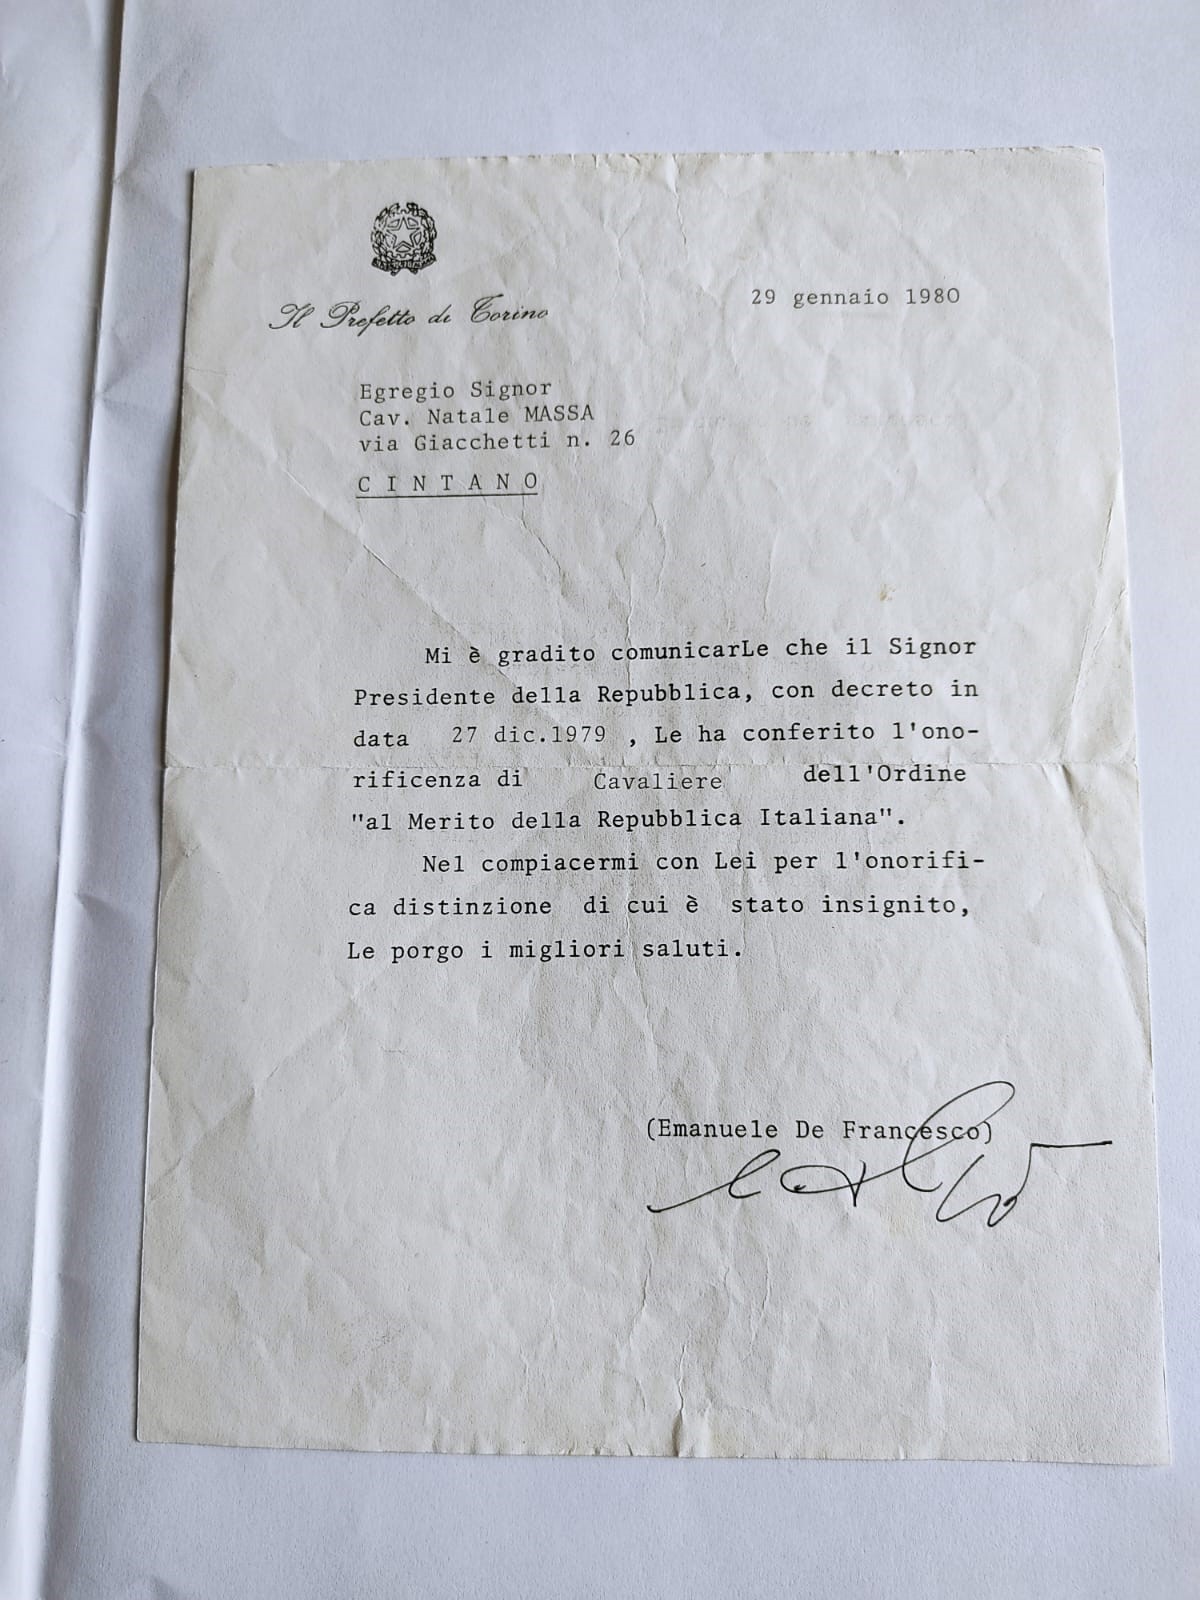 Il Prefetto di Torino
29 gennaio 1980
Egregio Signor
Cav. Natale MASSA
via Giacchetti n. 26
C I N T A N O
Mi è gradito comunicarLe che il Signor
Presidente della Repubblica, con decreto in
data 27 dic.1979 , Le ha conferito l'ono-
rificenza di Cavaliere dell'Ordine
"al Merito della Repubblica Italiana".
Nel compiacermi con Lei per l'onorifi-
ca distinzione di cui è stato insignito,
Le porgo i migliori saluti.
(Emanuele De Francesco)